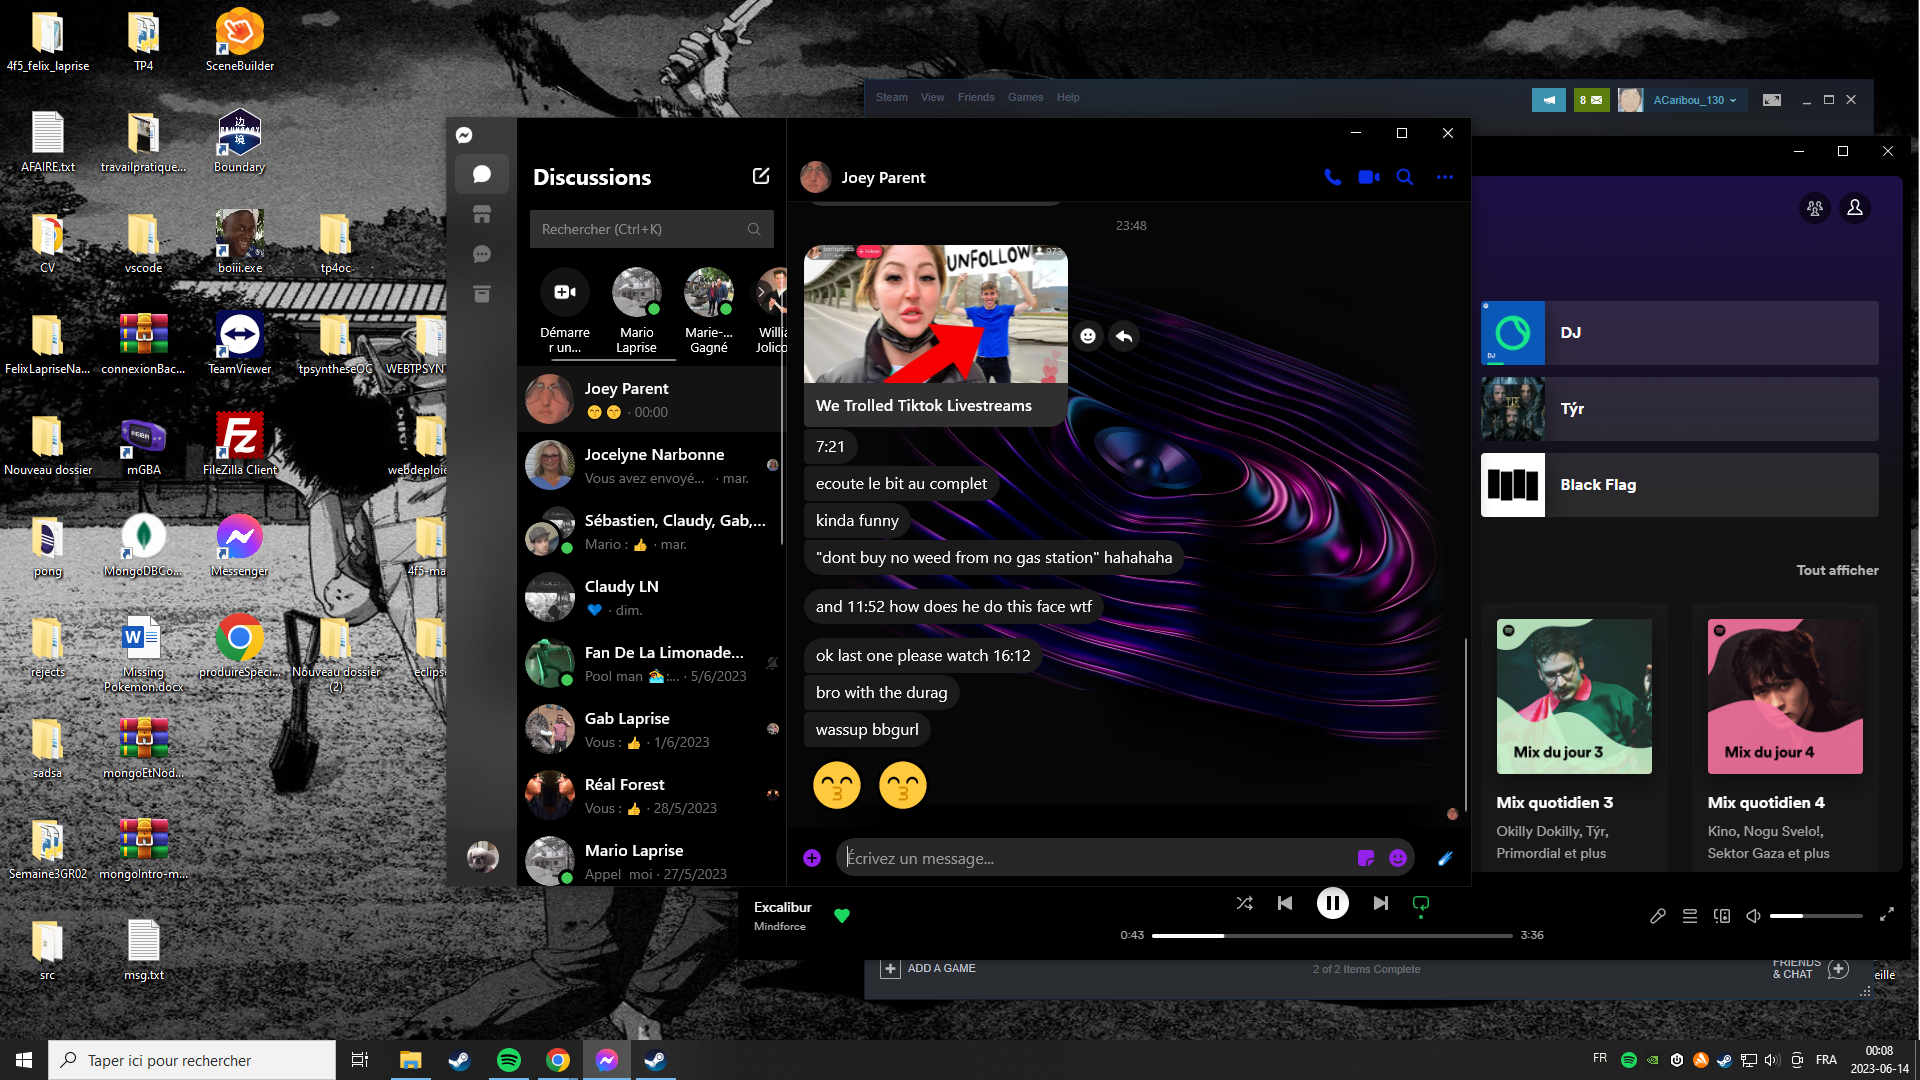 4f5_felix_laprise
TP4
SceneBuilder
AFAIRE.txt
travailpratique...
Boundary
CV
vscode
boiii.exe
tp4oc
FelixLapriseNa...
connexionBac...
TeamViewer
tpsyntheseOC
WEBTPSYN
Nouveau dossier
mGBA
FileZilla Client
webdeploie
pong
MongoDBCo...
Messenger
4f5-ma
rejects
Missing
Pokemon.docx
produireSpeci...
Nouveau dossier
(2)
eclips
sadsa
mongoEtNod...
Semaine3GR02
mongoIntro-m...
src
msg.txt
Steam View Friends Games Help
8
ACaribou_130
Discussions
Rechercher (Ctrl+K)
Démarre
r un...
Mario
Laprise
Marie-...
Gagné
Willia
Jolico
Joey Parent
· 00:00
Jocelyne Narbonne
Vous avez envoyé... · mar.
Sébastien, Claudy, Gab,...
Mario : 👍 · mar.
Claudy LN
💙 · dim.
Fan De La Limonade...
Pool man 🏊:... · 5/6/2023
Gab Laprise
Vous : 👍 · 1/6/2023
Réal Forest
Vous : 👍 · 28/5/2023
Mario Laprise
Appel moi · 27/5/2023
Joey Parent
23:48
+ Follow
UNFOLLOW
973
We Trolled Tiktok Livestreams
7:21
ecoute le bit au complet
kinda funny
"dont buy no weed from no gas station" hahahaha
and 11:52 how does he do this face wtf
ok last one please watch 16:12
bro with the durag
wassup bbgurl
Écrivez un message...
DJ
DJ
Týr
Black Flag
Tout afficher
Mix du jour 3
Mix du jour 4
Mix quotidien 3
Okilly Dokilly, Týr,
Primordial et plus
Mix quotidien 4
Kino, Nogu Svelo!,
Sektor Gaza et plus
Excalibur
Mindforce
0:43
3:36
ADD A GAME
2 of 2 Items Complete
FRIENDS
& CHAT
eille
Taper ici pour rechercher
FR
FRA
00:08
2023-06-14